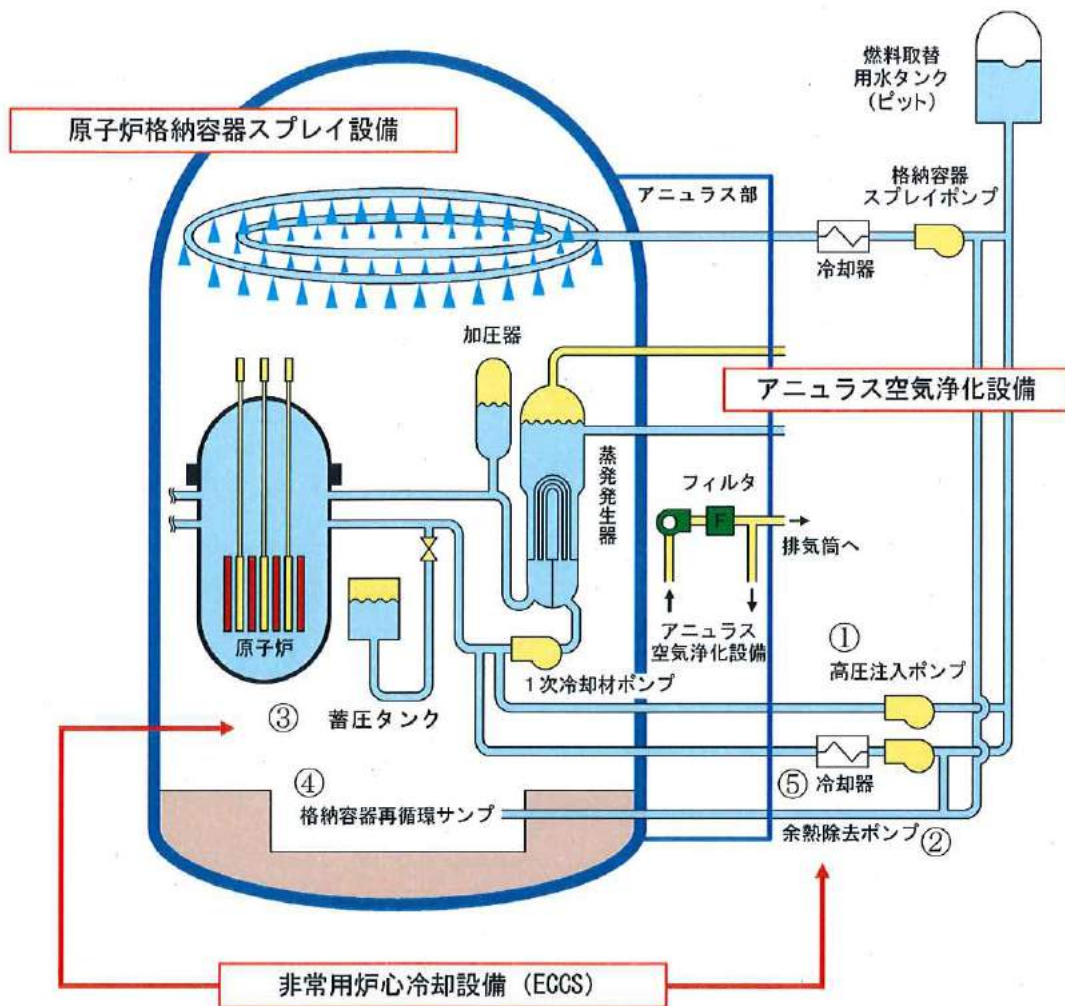 燃料取替
用水タンク
(ピット)
原子炉格納容器スプレイ設備
アニュラス部
格納容器
スプレイポンプ
冷却器
加圧器
アニュラス空気浄化設備
蒸発発生器
フィルタ
F
排気筒へ
原子炉
アニュラス
空気浄化設備
①
高圧注入ポンプ
1次冷却材ポンプ
③
蓄圧タンク
④
⑤
冷却器
格納容器再循環サンプ
余熱除去ポンプ
②
非常用炉心冷却設備 (ECCS)